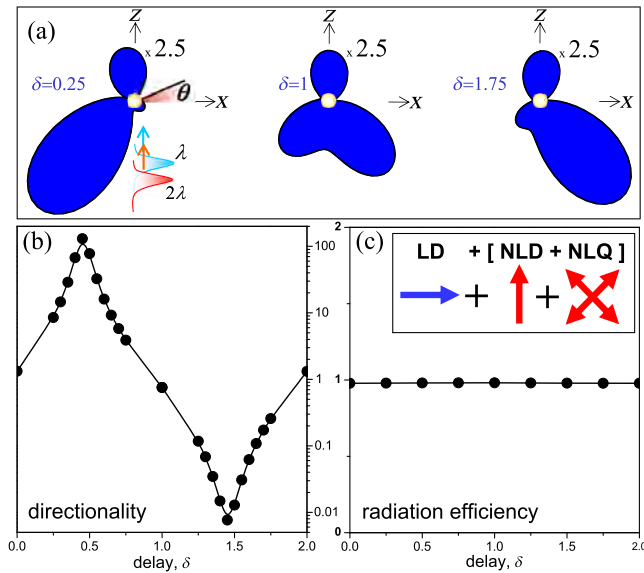 (a)
Z
x 2.5
δ=0.25
θ
X
λ
2λ
Z
x 2.5
δ=1
X
Z
x 2.5
δ=1.75
X
(b)
100
10
1
0.1
0.01
directionality
0.0 0.5 1.0 1.5 2.0
delay, δ
(c)
LD + [ NLD + NLQ ]
+ +
2
1
0
radiation efficiency
0.0 0.5 1.0 1.5 2.0
delay, δ